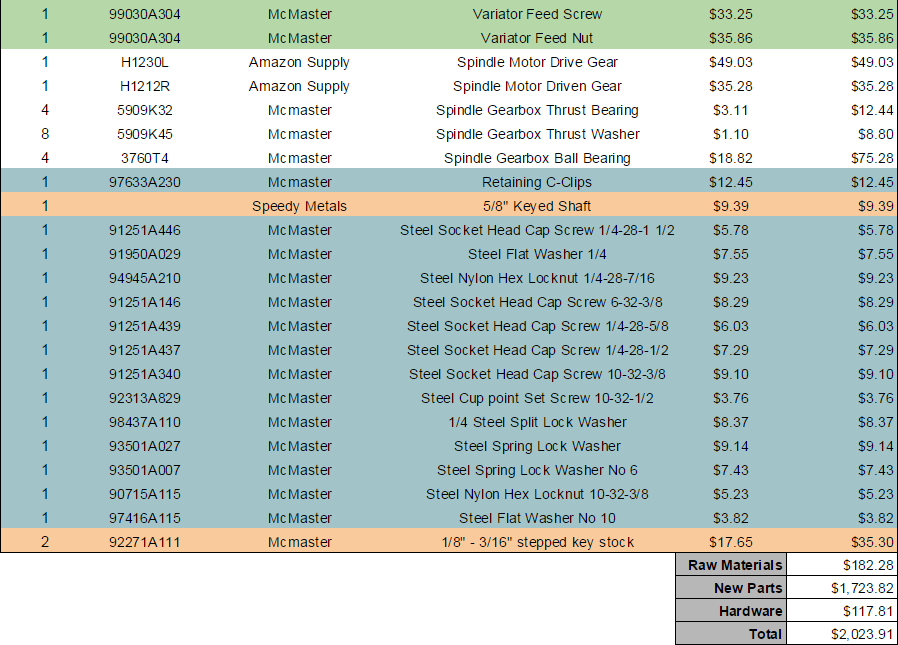 1 99030A304 McMaster Variator Feed Screw $33.25 $33.25
1 99030A304 McMaster Variator Feed Nut $35.86 $35.86
1 H1230L Amazon Supply Spindle Motor Drive Gear $49.03 $49.03
1 H1212R Amazon Supply Spindle Motor Driven Gear $35.28 $35.28
4 5909K32 Mcmaster Spindle Gearbox Thrust Bearing $3.11 $12.44
8 5909K45 Mcmaster Spindle Gearbox Thrust Washer $1.10 $8.80
4 3760T4 Mcmaster Spindle Gearbox Ball Bearing $18.82 $75.28
1 97633A230 Mcmaster Retaining C-Clips $12.45 $12.45
1 Speedy Metals 5/8" Keyed Shaft $9.39 $9.39
1 91251A446 McMaster Steel Socket Head Cap Screw 1/4-28-1 1/2 $5.78 $5.78
1 91950A029 McMaster Steel Flat Washer 1/4 $7.55 $7.55
1 94945A210 McMaster Steel Nylon Hex Locknut 1/4-28-7/16 $9.23 $9.23
1 91251A146 McMaster Steel Socket Head Cap Screw 6-32-3/8 $8.29 $8.29
1 91251A439 McMaster Steel Socket Head Cap Screw 1/4-28-5/8 $6.03 $6.03
1 91251A437 McMaster Steel Socket Head Cap Screw 1/4-28-1/2 $7.29 $7.29
1 91251A340 McMaster Steel Socket Head Cap Screw 10-32-3/8 $9.10 $9.10
1 92313A829 McMaster Steel Cup point Set Screw 10-32-1/2 $3.76 $3.76
1 98437A110 McMaster 1/4 Steel Split Lock Washer $8.37 $8.37
1 93501A027 McMaster Steel Spring Lock Washer $9.14 $9.14
1 93501A007 McMaster Steel Spring Lock Washer No 6 $7.43 $7.43
1 90715A115 McMaster Steel Nylon Hex Locknut 10-32-3/8 $5.23 $5.23
1 97416A115 McMaster Steel Flat Washer No 10 $3.82 $3.82
2 92271A111 Mcmaster 1/8" - 3/16" stepped key stock $17.65 $35.30
Raw Materials $182.28
New Parts $1,723.82
Hardware $117.81
Total $2,023.91